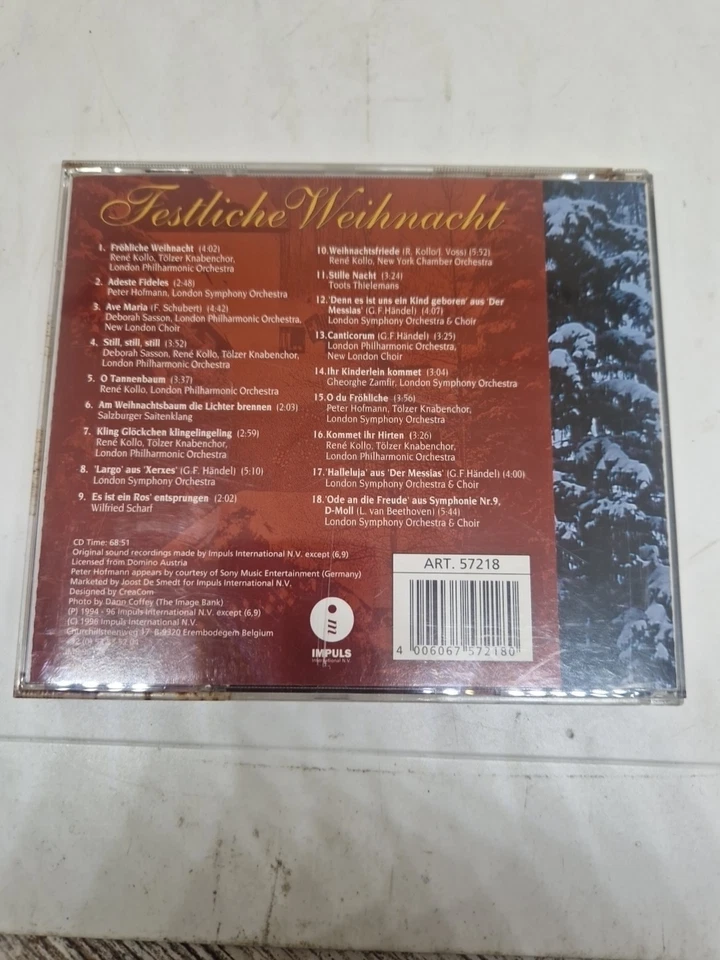 Festliche Weihnacht
1. Fröhliche Weihnacht (4:02)
René Kollo, Tölzer Knabenchor,
London Philharmonic Orchestra
2. Adeste Fideles (2:48)
Peter Hofmann, London Symphony Orchestra
3. Ave Maria (F. Schubert) (4:42)
Deborah Sasson, London Philharmonic Orchestra,
New London Choir
4. Still, still, still (3:52)
Deborah Sasson, René Kollo, Tölzer Knabenchor,
London Philharmonic Orchestra
5. O Tannenbaum (3:37)
René Kollo, London Philharmonic Orchestra
6. Am Weihnachtsbaum die Lichter brennen (2:03)
Salzburger Saitenklang
7. Kling Glöckchen klingelingeling (2:59)
René Kollo, Tölzer Knabenchor,
London Philharmonic Orchestra
8. 'Largo' aus 'Xerxes' (G.F. Händel) (5:10)
London Symphony Orchestra
9. Es ist ein Ros' entsprungen (2:02)
Wilfried Scharf
10. Weihnachtsfriede (R. Kollo/J. Voss) (5:52)
René Kollo, New York Chamber Orchestra
11. Stille Nacht (3:24)
Toots Thielemans
12. 'Denn es ist uns ein Kind geboren' aus 'Der
Messias' (G.F. Händel) (4:07)
London Symphony Orchestra & Choir
13. Canticorum (G.F. Händel) (3:25)
London Philharmonic Orchestra,
New London Choir
14. Ihr Kinderlein kommet (3:04)
Gheorghe Zamfir, London Symphony Orchestra
15. O du Fröhliche (3:56)
Peter Hofmann, Tölzer Knabenchor,
London Symphony Orchestra
16. Kommet ihr Hirten (3:26)
René Kollo, Tölzer Knabenchor,
London Philharmonic Orchestra
17. 'Halleluja' aus 'Der Messias' (G.F. Händel) (4:00)
London Symphony Orchestra & Choir
18. 'Ode an die Freude' aus Symphonie Nr.9,
D-Moll (L. van Beethoven) (5:44)
London Symphony Orchestra & Choir
CD Time: 68:51
Original sound recordings made by Impuls International N.V. except (6,9)
Licensed from Domino Austria
Peter Hofmann appears by courtesy of Sony Music Entertainment (Germany)
Marketed by Joost De Smedt for Impuls International N.V.
Designed by CreaCom
Photo by Dann Coffey (The Image Bank)
(P) 1994 - 96 Impuls International N.V. except (6,9)
(C) 1996 Impuls International N.V.
Erembodegem Belgium
im
IMPULS
International N.V.
ART. 57218
4 006067 572180